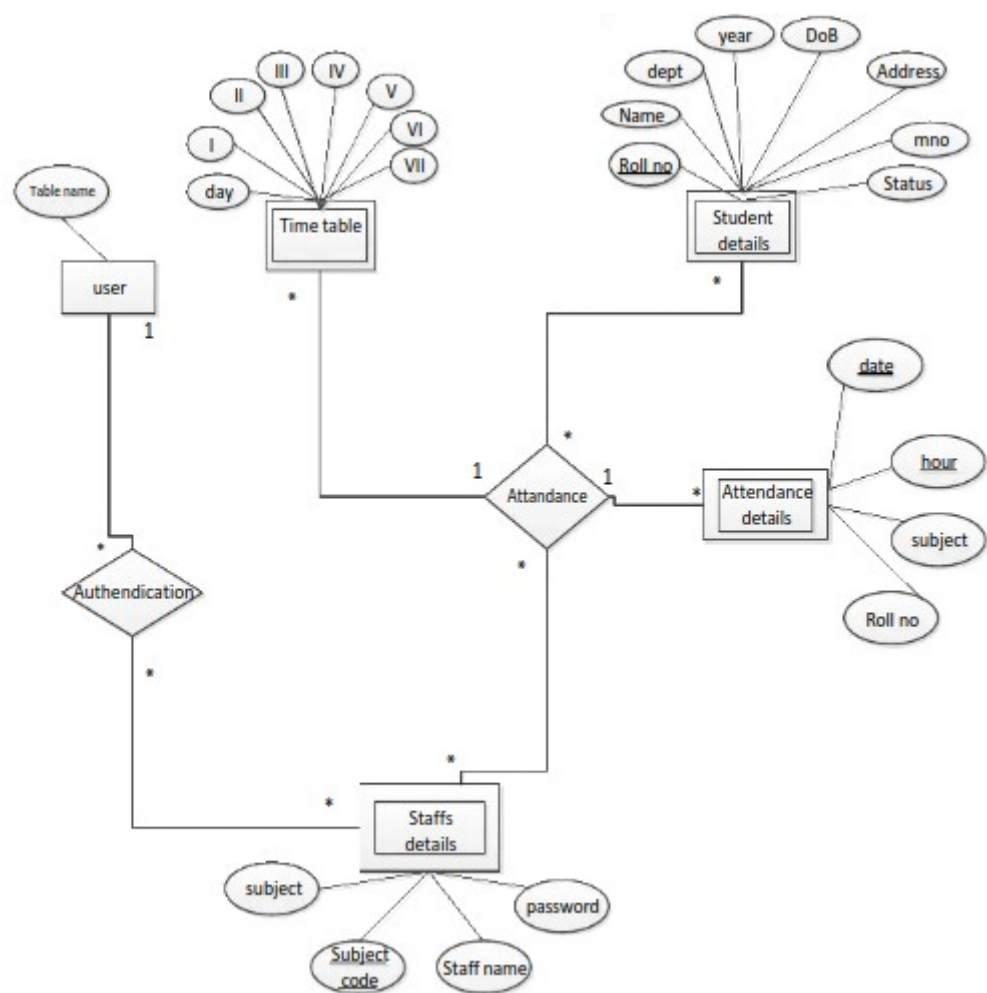 year
DoB
III
IV
dept
Address
II
V
Name
mno
I
VI
Roll no
VII
Status
day
Table name
Time table
Student
details
user
*
*
1
date
*
hour
1
1
Attandance
*
Attendance
details
subject
*
*
Authendication
Roll no
*
*
*
Staffs
details
subject
password
Subject
code
Staff name